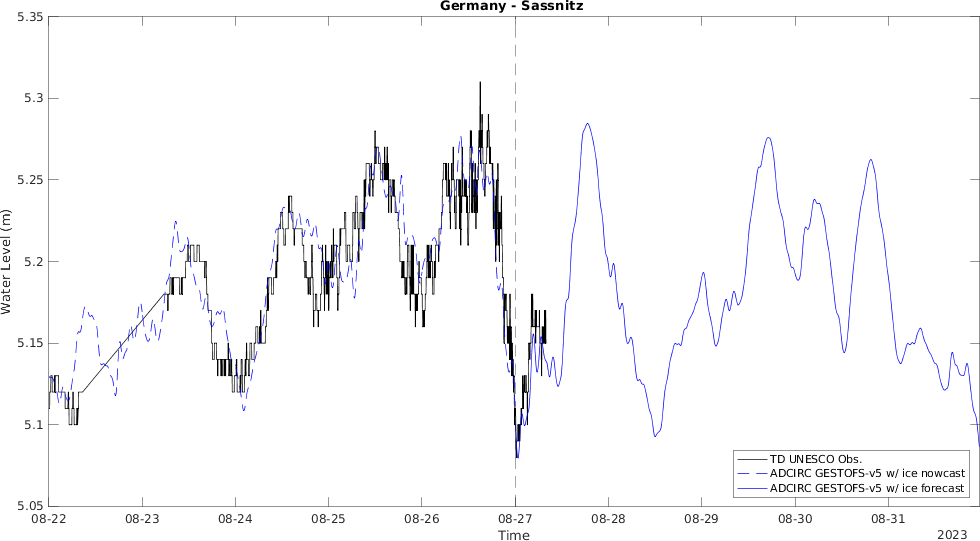 Germany - Sassnitz
5.35
5.3
5.25
5.2
5.15
5.1
5.05
Water Level (m)
08-22 08-23 08-24 08-25 08-26 08-27 08-28 08-29 08-30 08-31
Time
2023
TD UNESCO Obs.
ADCIRC GESTOFS-v5 w/ ice nowcast
ADCIRC GESTOFS-v5 w/ ice forecast